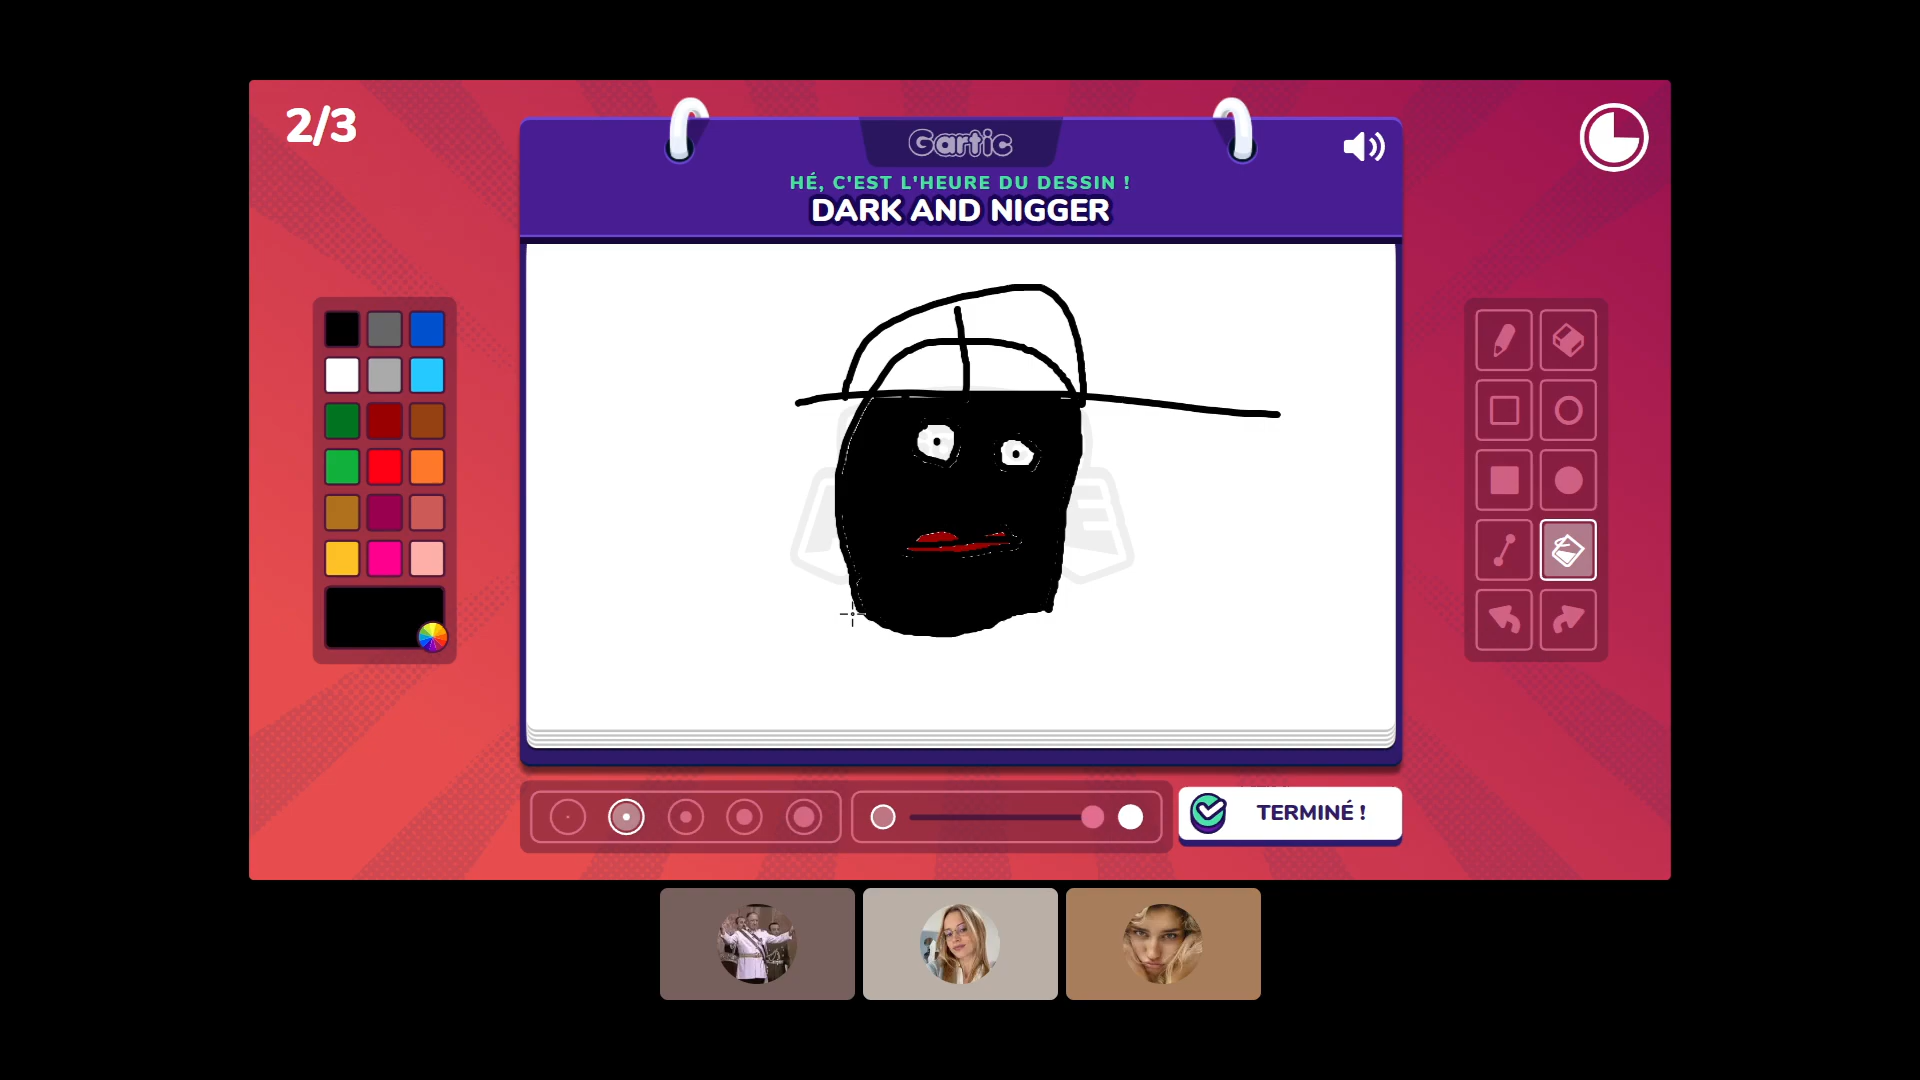 2/3
Gartic
HÉ, C'EST L'HEURE DU DESSIN !
DARK AND NIGGER
TERMINÉ !